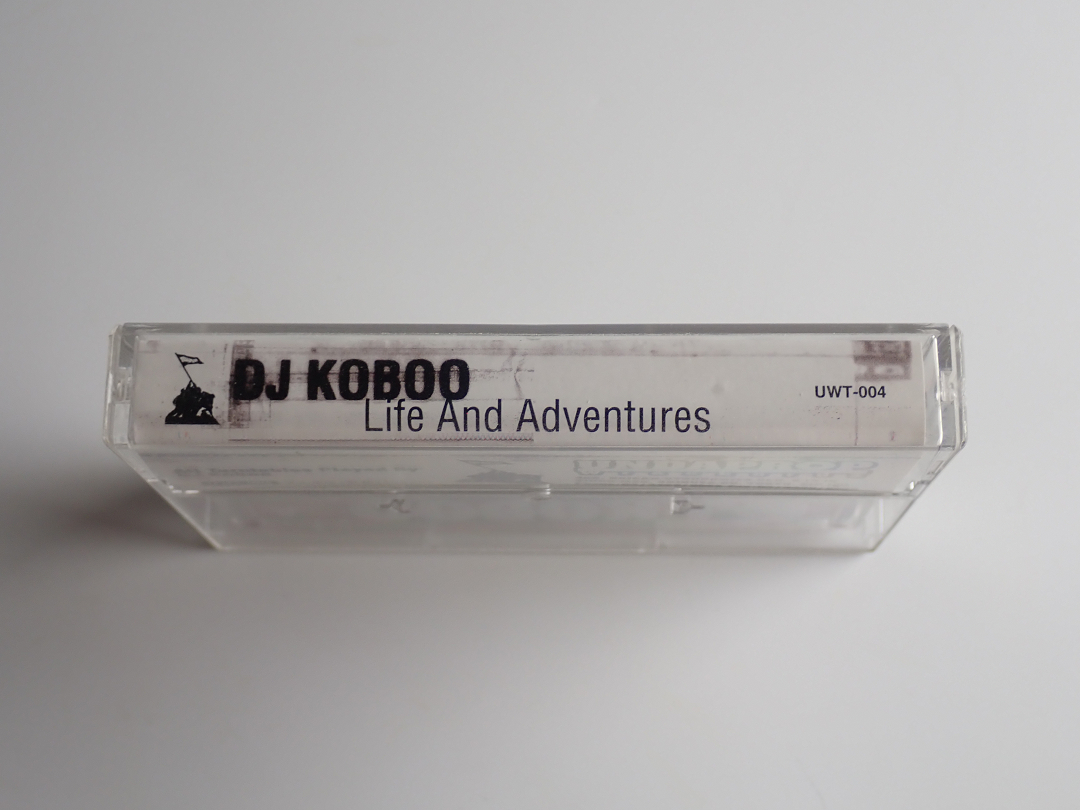 DJ KOBOO
Life And Adventures
UWT-004